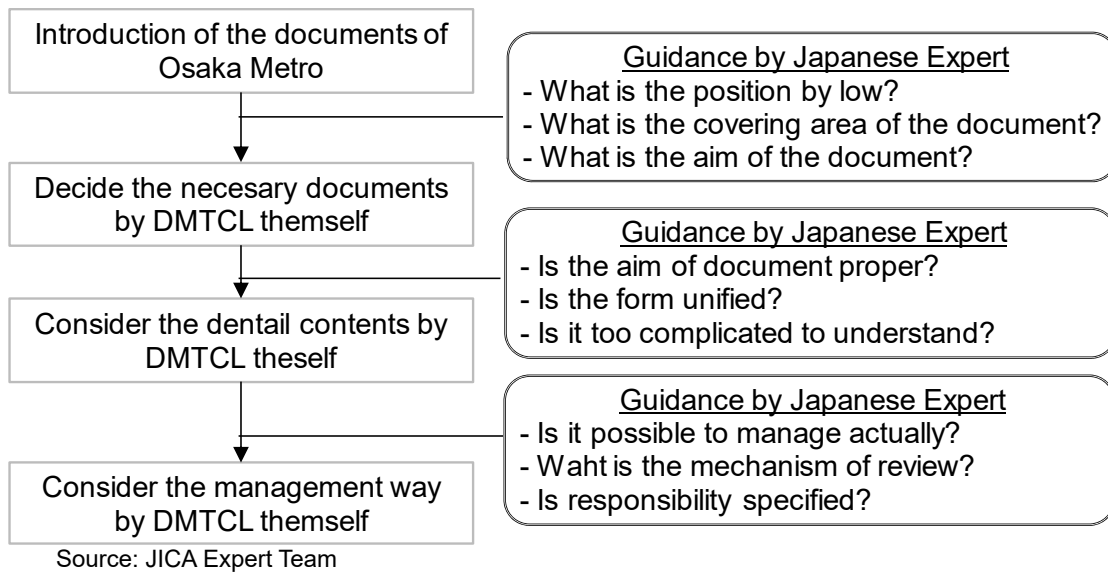 Introduction of the documents of
Osaka Metro
Guidance by Japanese Expert
- What is the position by low?
- What is the covering area of the document?
- What is the aim of the document?
Decide the necesary documents
by DMTCL themself
Guidance by Japanese Expert
- Is the aim of document proper?
- Is the form unified?
- Is it too complicated to understand?
Consider the dentail contents by
DMTCL theself
Guidance by Japanese Expert
- Is it possible to manage actually?
- Waht is the mechanism of review?
- Is responsibility specified?
Consider the management way
by DMTCL themself
Source: JICA Expert Team